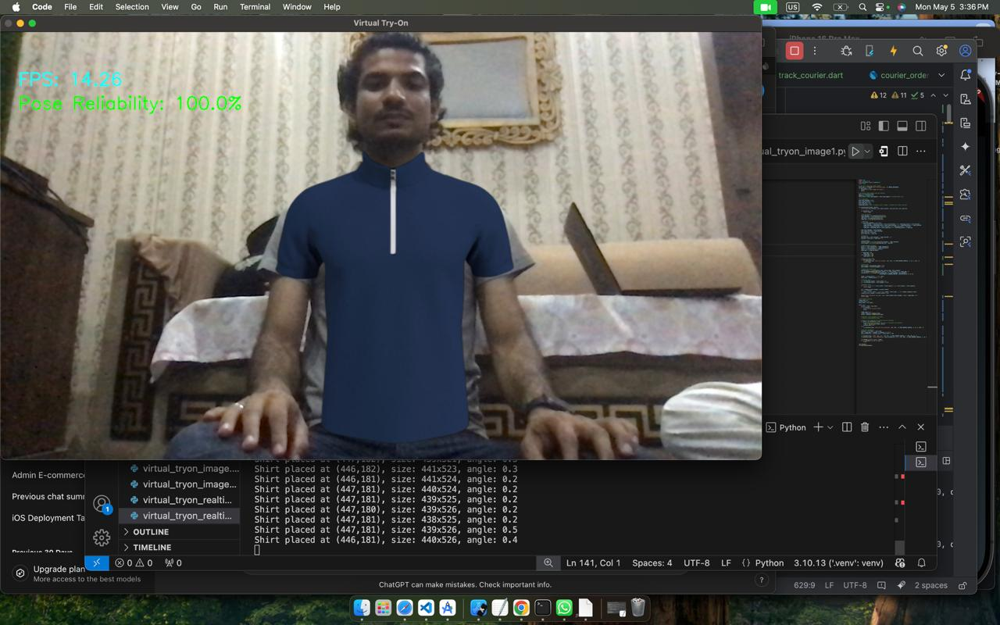 Code File Edit Selection View Go Run Terminal Window Help
US
Mon May 5 3:36 PM
Virtual Try-On
iPhone 16 Pro Max
FPS: 14.26
Pose Reliability: 100.0%
track_courier.dart
courier_order
12 11 5
ual_tryon_image1.py
Python
Admin E-commerce
Previous chat summ
iOS Deployment Ta
Previous 30 Days
Upgrade plan
More access to the best models
virtual_tryon_image....
virtual_tryon_image...
virtual_tryon_realti...
virtual_tryon_realti...
OUTLINE
TIMELINE
1
Shirt placed at (446,182), size: 441x523, angle: 0.3
Shirt placed at (446,181), size: 441x524, angle: 0.2
Shirt placed at (447,181), size: 440x524, angle: 0.2
Shirt placed at (447,181), size: 439x525, angle: 0.2
Shirt placed at (447,180), size: 439x526, angle: 0.2
Shirt placed at (447,181), size: 438x525, angle: 0.2
Shirt placed at (447,181), size: 439x526, angle: 0.5
Shirt placed at (446,181), size: 440x526, angle: 0.4
0 0 0
Ln 141, Col 1 Spaces: 4 UTF-8 LF {} Python 3.10.13 ('.venv': venv)
ChatGPT can make mistakes. Check important info.
?
629:9 LF UTF-8 2 spaces